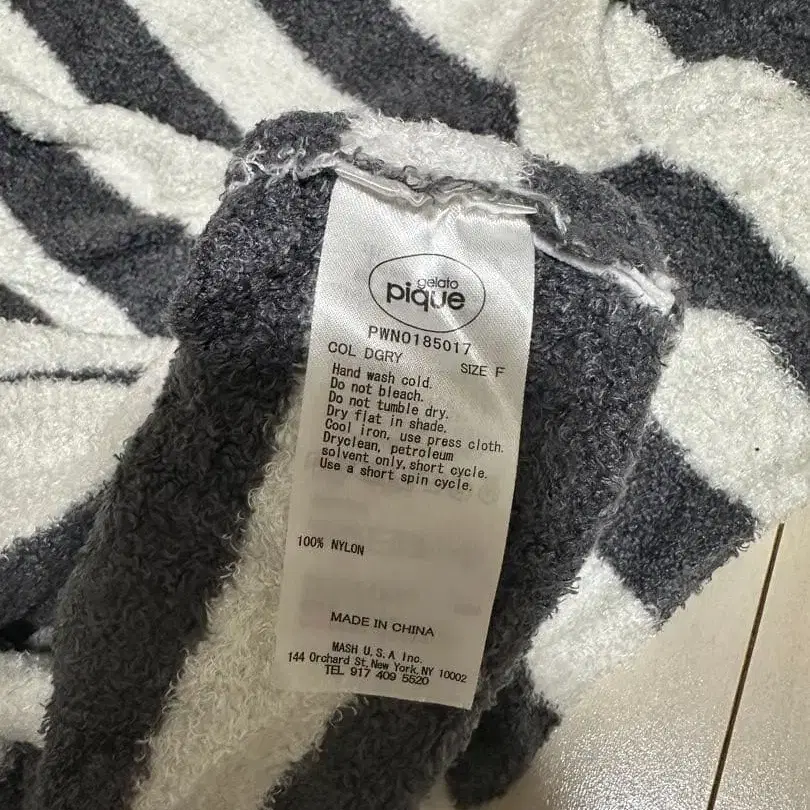 gelato
pique
PWNO185017
COL DGRY SIZE F
Hand wash cold.
Do not bleach.
Do not tumble dry.
Dry flat in shade.
Cool iron, use press cloth.
Dryclean, petroleum
solvent only, short cycle.
Use a short spin cycle.
100% NYLON
MADE IN CHINA
MASH U.S.A Inc.
144 Orchard St, New York, NY, 10002
TEL 917 409 5520